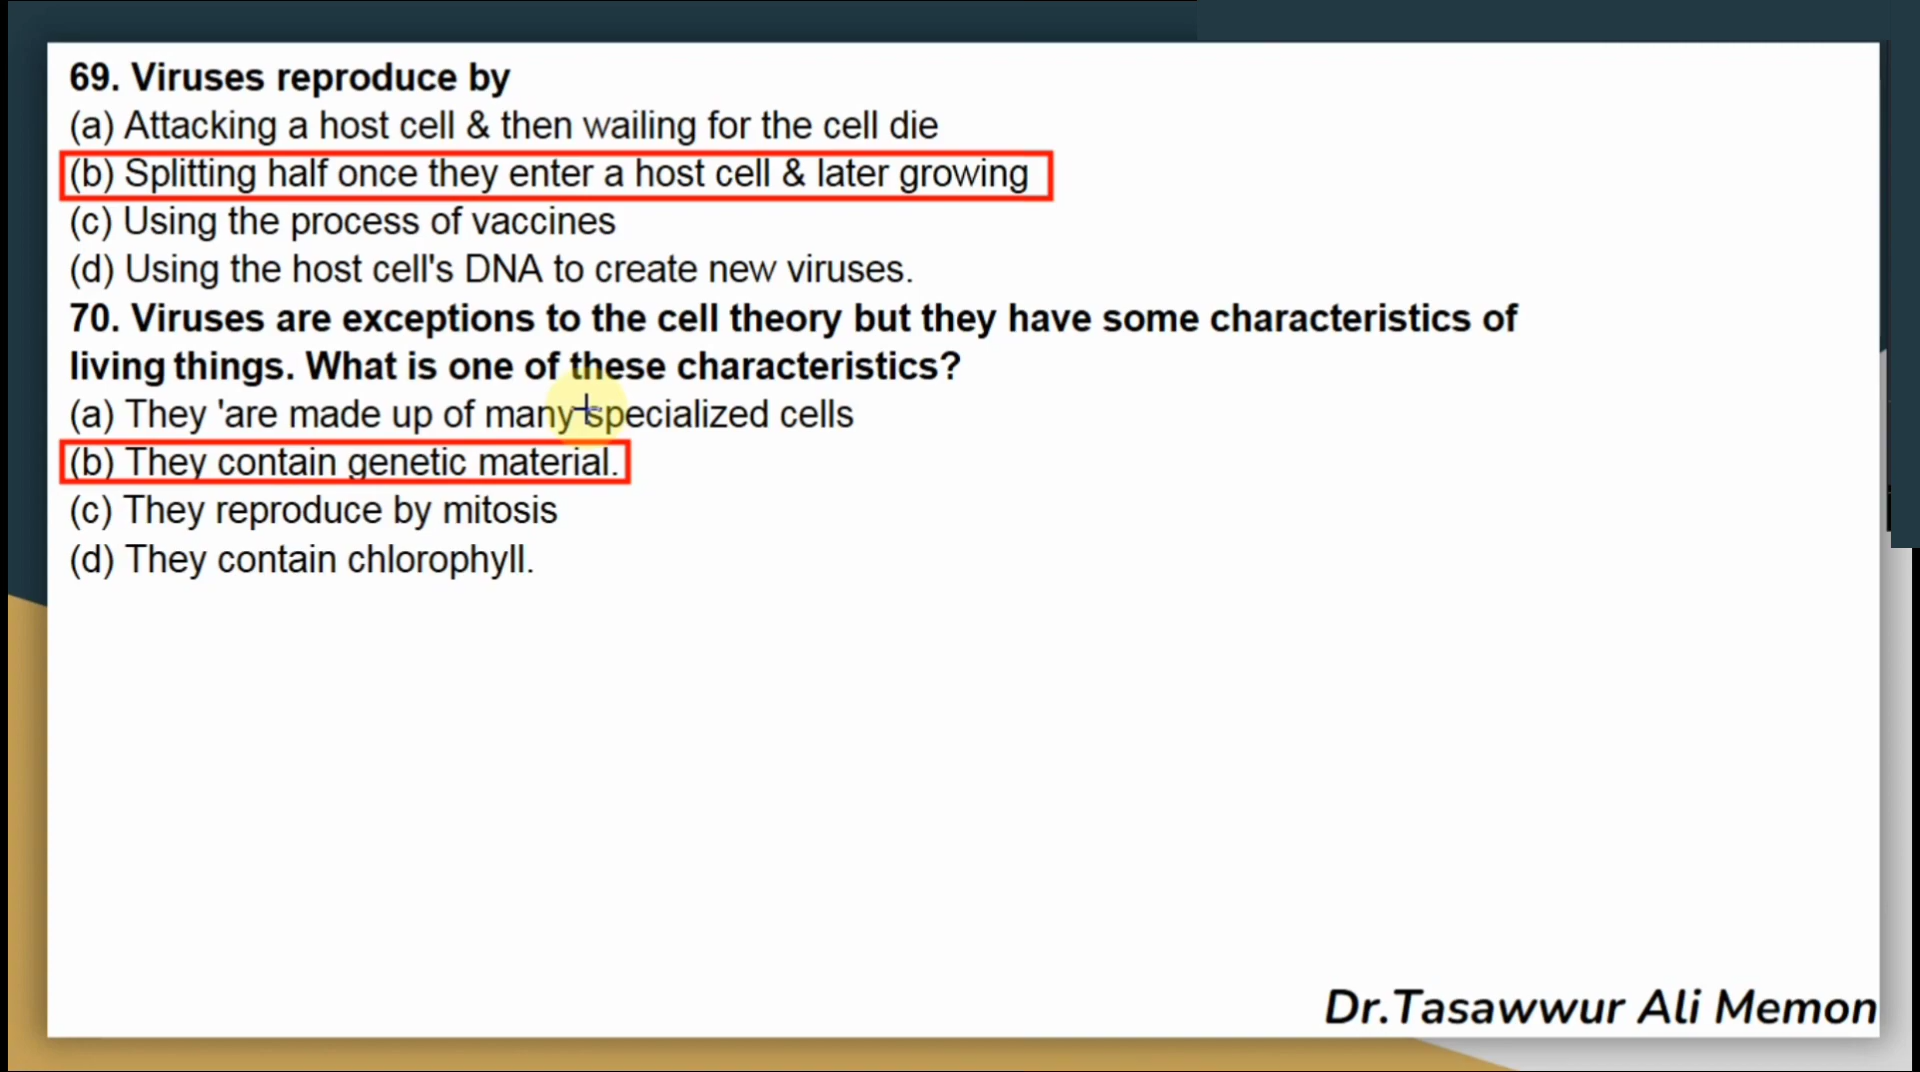 69. Viruses reproduce by
(a) Attacking a host cell & then wailing for the cell die
(b) Splitting half once they enter a host cell & later growing
(c) Using the process of vaccines
(d) Using the host cell's DNA to create new viruses.
70. Viruses are exceptions to the cell theory but they have some characteristics of
living things. What is one of these characteristics?
(a) They 'are made up of many specialized cells
(b) They contain genetic material.
(c) They reproduce by mitosis
(d) They contain chlorophyll.
Dr.Tasawwur Ali Memon